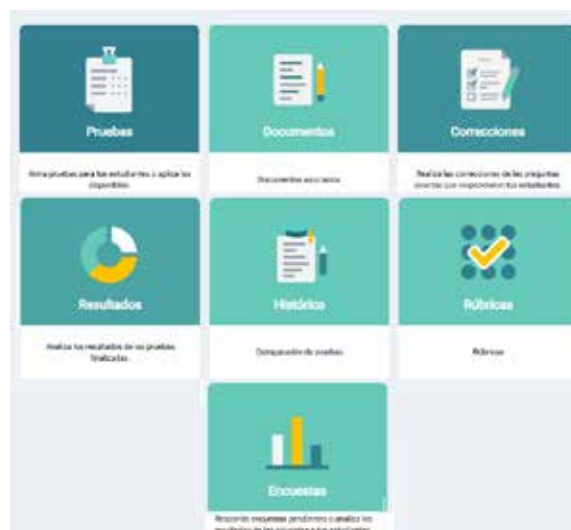 Pruebas
Documentos
Correcciones
Arma pruebas para tus estudiantes o aplica las
disponibles
Documentos asociados
Realiza las correcciones de las preguntas
abiertas que respondieron tus estudiantes
Resultados
Histórico
Rúbricas
Analiza los resultados de las pruebas
finalizadas
Comparación de pruebas
Rúbricas
Encuestas
Responde encuestas pendientes o analiza los
resultados de las encuestas a tus estudiantes